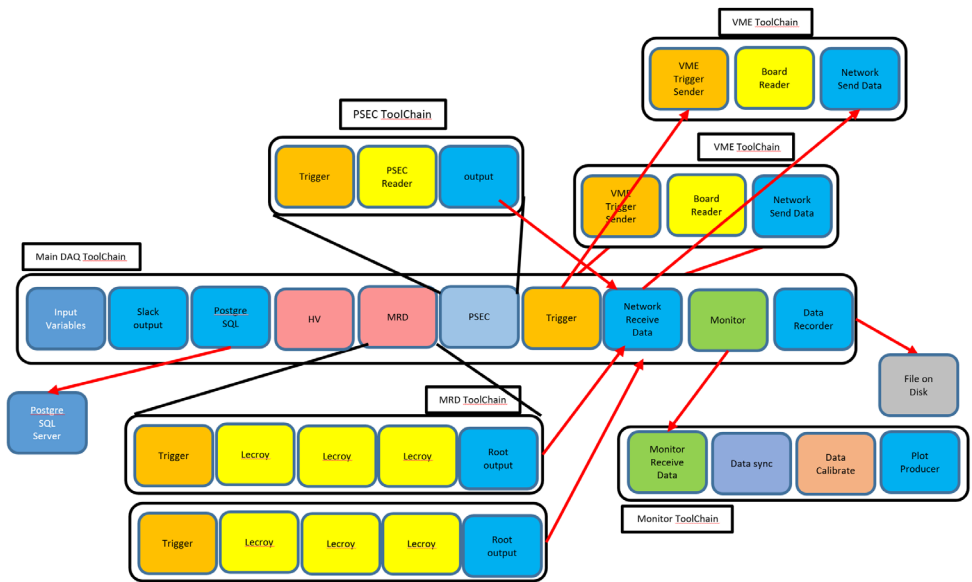 VME ToolChain
VME
Trigger
Sender
Board
Reader
Network
Send Data
PSEC ToolChain
Trigger
PSEC
Reader
output
VME ToolChain
VME
Trigger
Sender
Board
Reader
Network
Send Data
Main DAQ ToolChain
Input
Variables
Slack
output
Postgre
SQL
HV
MRD
PSEC
Trigger
Network
Receive
Data
Monitor
Data
Recorder
Postgre
SQL
Server
File on
Disk
MRD ToolChain
Trigger
Lecroy
Lecroy
Lecroy
Root
output
Monitor
Receive
Data
Data sync
Data
Calibrate
Plot
Producer
Monitor ToolChain
Trigger
Lecroy
Lecroy
Lecroy
Root
output